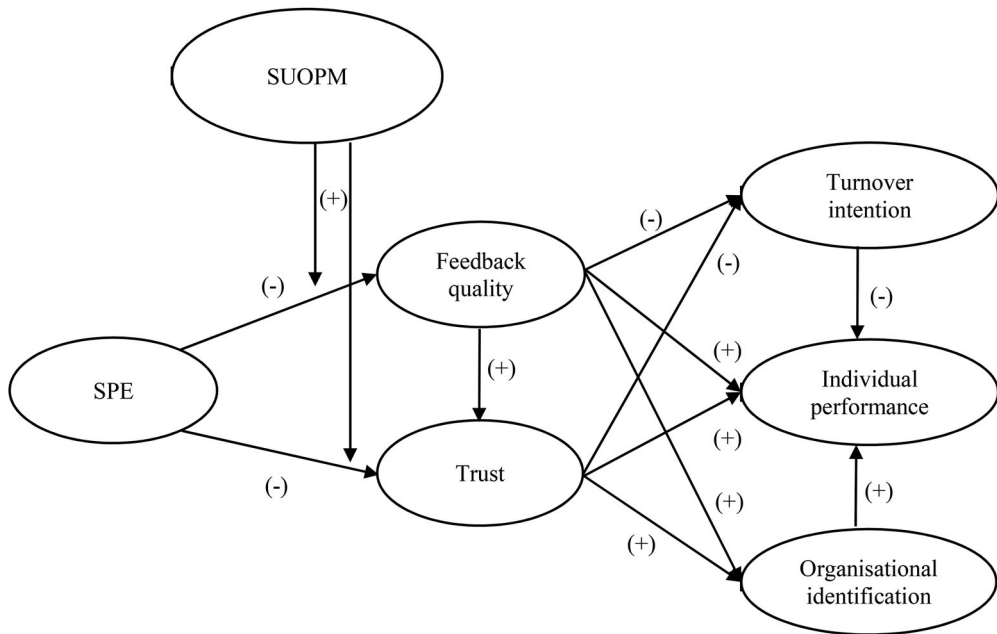 SUOPM
(+)
Turnover
intention
(-)
Feedback
quality
(-)
(-)
(-)
(+)
(+)
SPE
Individual
performance
(+)
Trust
(-)
(+)
(+)
(+)
Organisational
identification